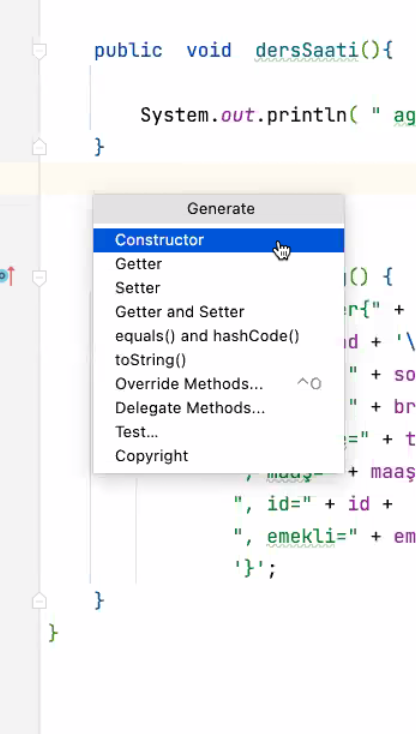 public void dersSaati(){
System.out.println( " ag
}
Generate
Constructor
Getter
Setter
Getter and Setter
equals() and hashCode()
toString()
Override Methods... ^O
Delegate Methods...
Test...
Copyright
() {
r{" +
d + '\
" + so
" + br
=" + t
", maaş=" + maaş
", id=" + id +
", emekli=" + em
'}';
}
}